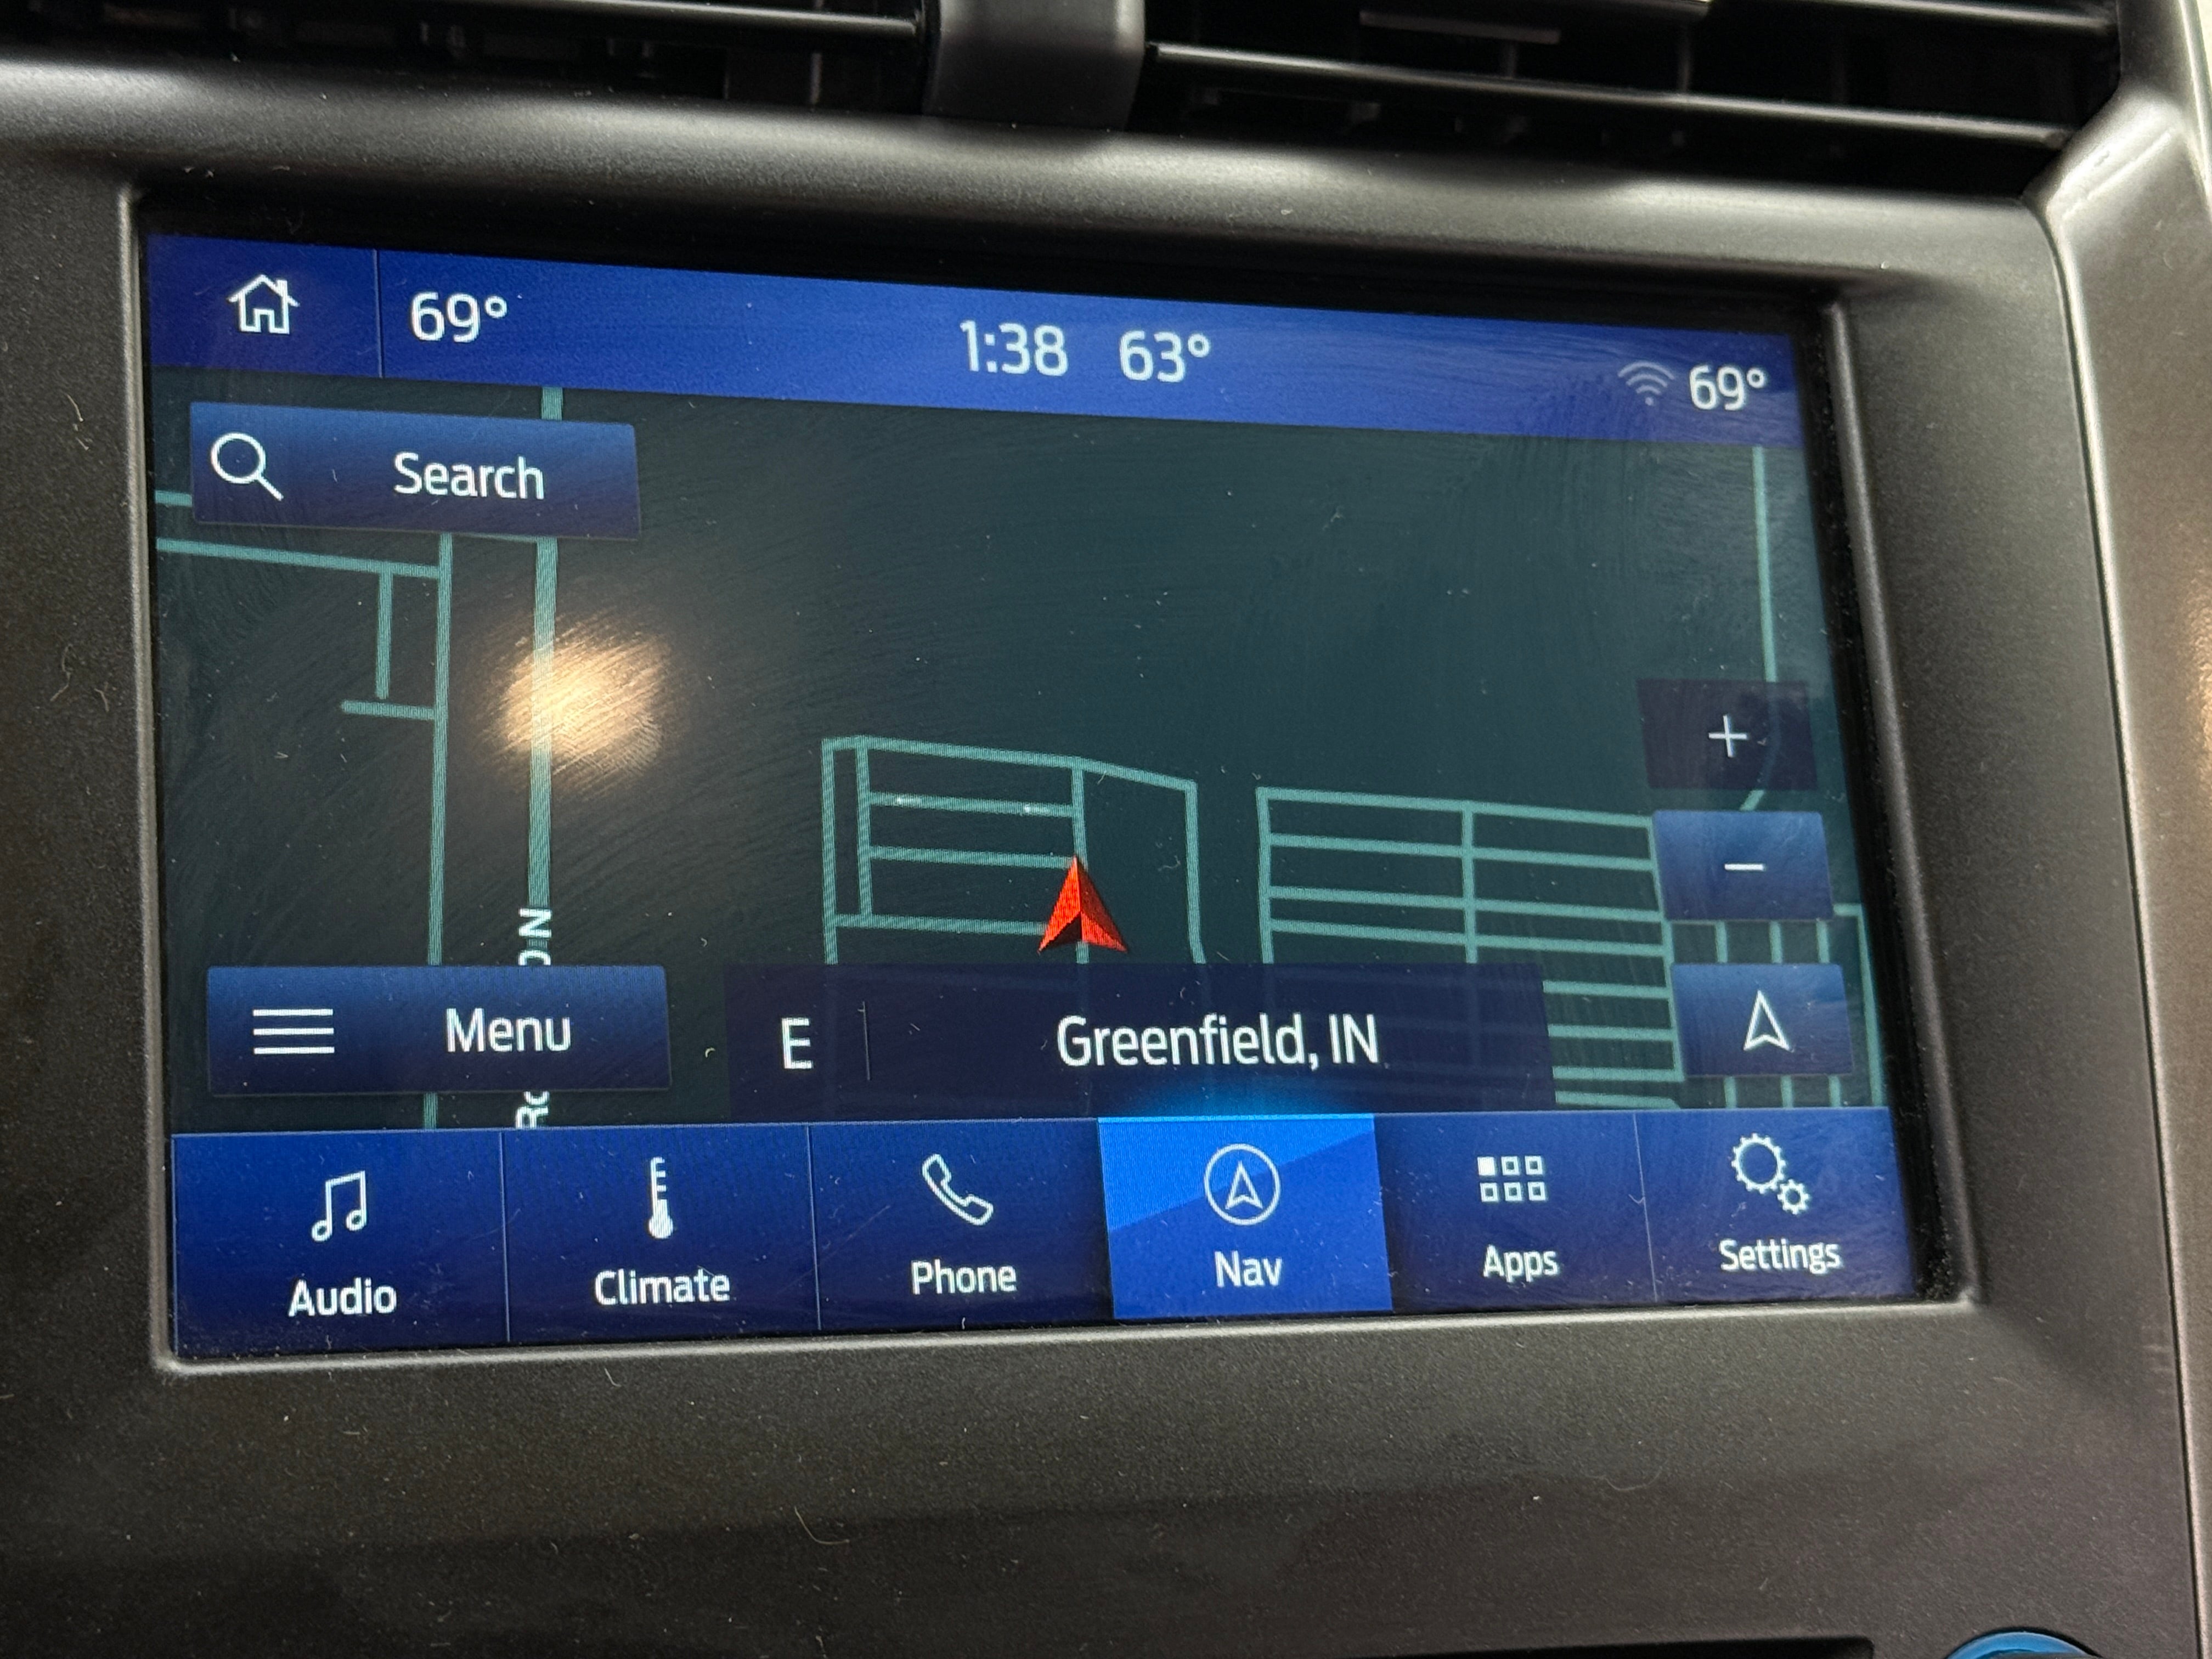 69° 1:38 63° 69°
Search
+
−
Menu
E Greenfield, IN
Audio Climate Phone Nav Apps Settings